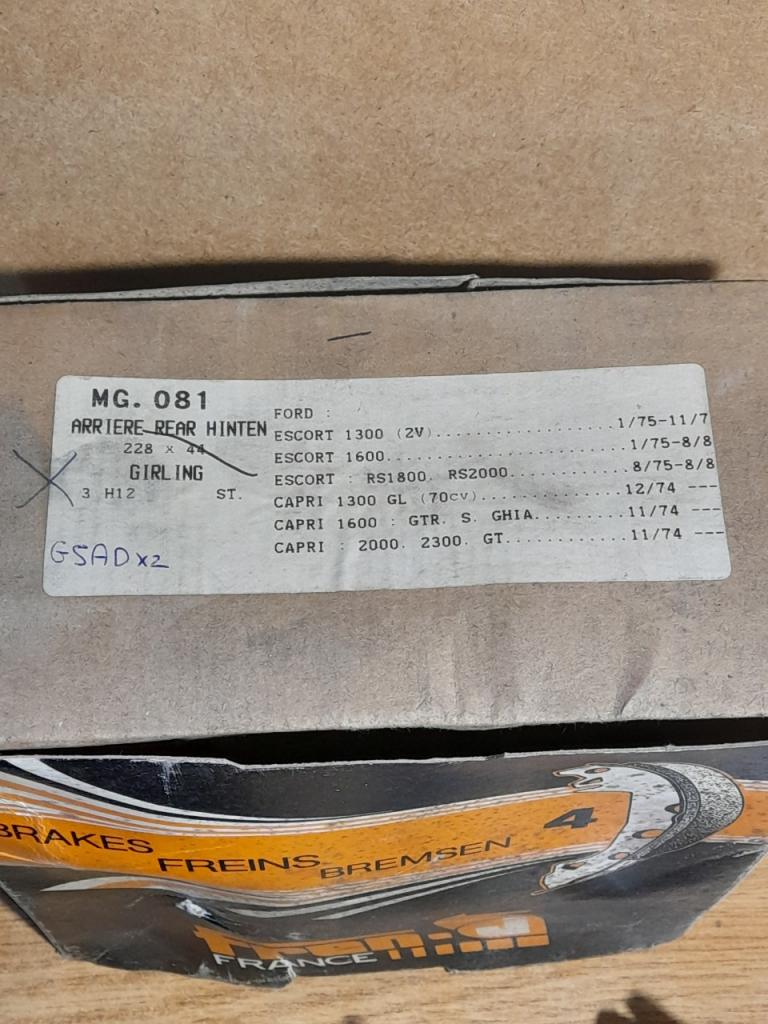 MG. 081
ARRIERE REAR HINTEN
228 x 44
GIRLING
3 H12 ST.
G5AD x2
FORD :
ESCORT 1300 (2V)..................1/75-11/7
ESCORT 1600.......................1/75-8/8
ESCORT : RS1800. RS2000...........8/75-8/8
CAPRI 1300 GL (70cv)..............12/74 ---
CAPRI 1600 : GTR. S. GHIA.........11/74 ---
CAPRI : 2000. 2300. GT............11/74 ---
BRAKES FREINS BREMSEN 4
FRANCE